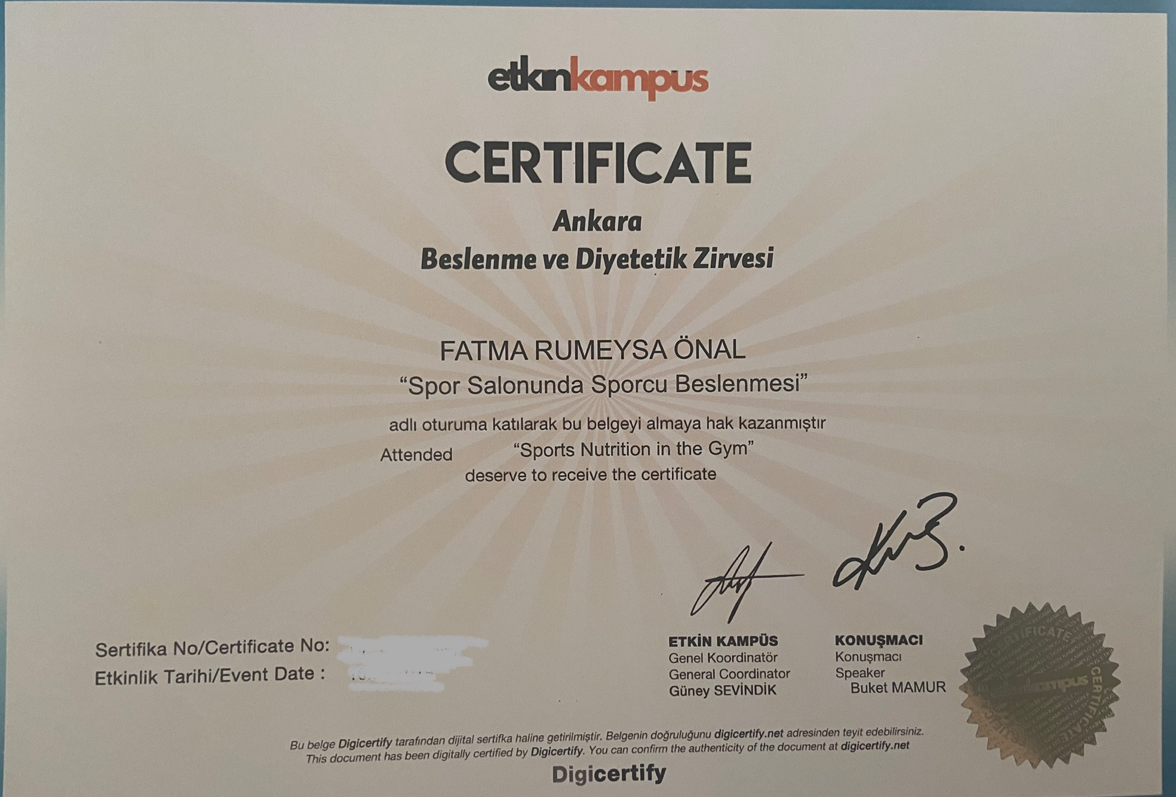 etkinkampus
CERTIFICATE
Ankara
Beslenme ve Diyetetik Zirvesi
FATMA RUMEYSA ÖNAL
“Spor Salonunda Sporcu Beslenmesi”
adlı oturuma katılarak bu belgeyi almaya hak kazanmıştır
Attended “Sports Nutrition in the Gym”
deserve to receive the certificate
Sertifika No/Certificate No:
Etkinlik Tarihi/Event Date :
ETKİN KAMPÜS
Genel Koordinatör
General Coordinator
Güney SEVİNDİK
KONUŞMACI
Konuşmacı
Speaker
Buket MAMUR
CERTIFICATE
kampus
CERTIFICATE
Bu belge Digicertify tarafından dijital sertifka haline getirilmiştir. Belgenin doğruluğunu digicertify.net adresinden teyit edebilirsiniz.
This document has been digitally certified by Digicertify. You can confirm the authenticity of the document at digicertify.net
Digicertify